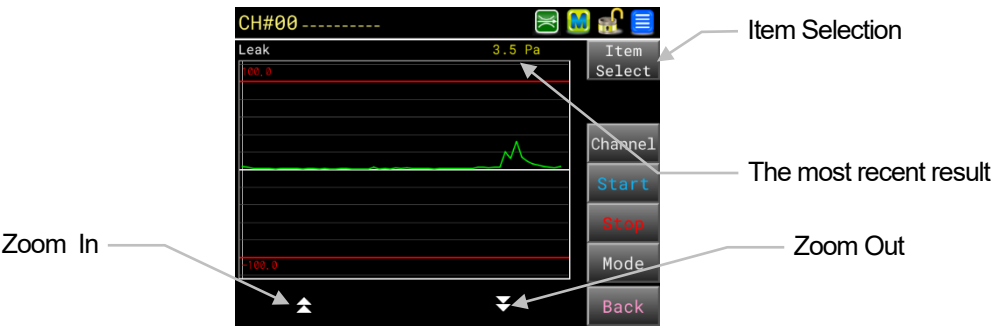 CH#00----------
M
Item Selection
Leak
3.5 Pa
Item
Select
100.0
Channel
The most recent result
Start
Stop
Zoom In
Zoom Out
-100.0
Mode
Back